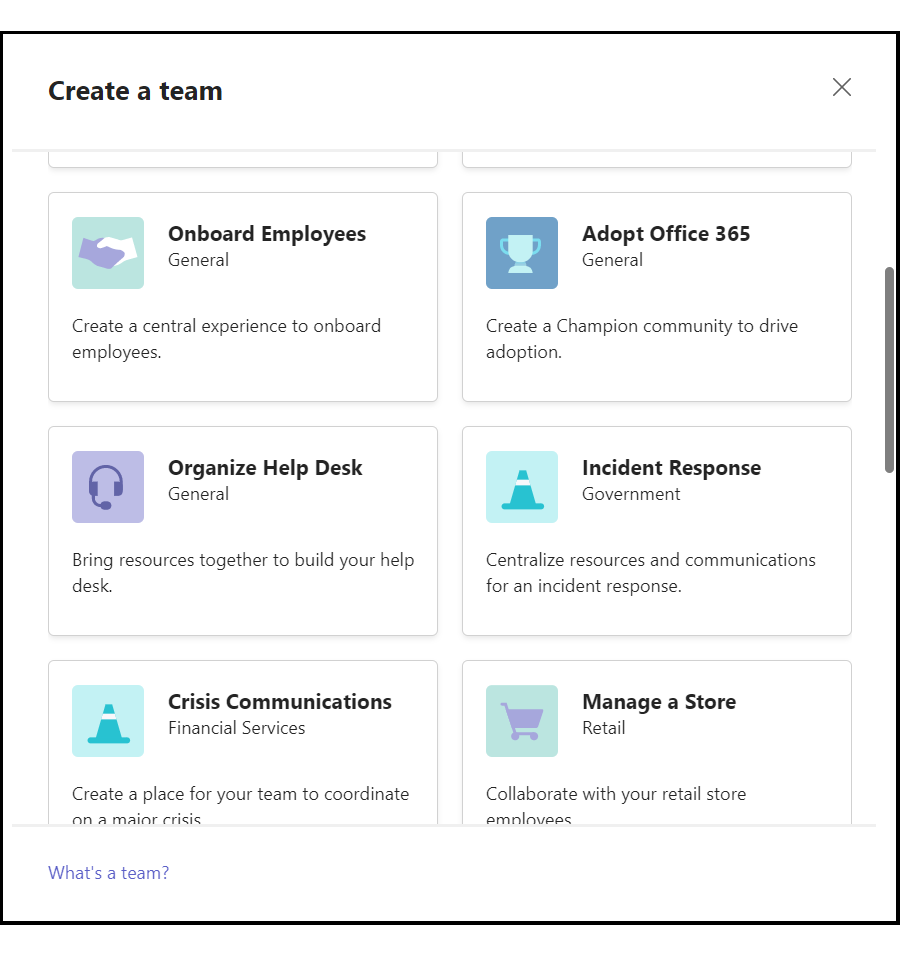 Create a team
Onboard Employees
General
Create a central experience to onboard
employees.
Adopt Office 365
General
Create a Champion community to drive
adoption.
Organize Help Desk
General
Bring resources together to build your help
desk.
Incident Response
Government
Centralize resources and communications
for an incident response.
Crisis Communications
Financial Services
Create a place for your team to coordinate
on a major crisis
Manage a Store
Retail
Collaborate with your retail store
employees
What's a team?